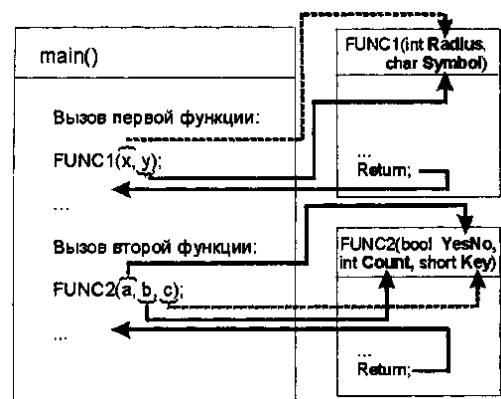 main()
Вызов первой функции:
FUNC1(x, y);
...
Вызов второй функции:
FUNC2(a, b, c);
...
FUNC1(int Radius,
char Symbol)
...
Return;
FUNC2(bool YesNo,
int Count, short Key)
...
Return;